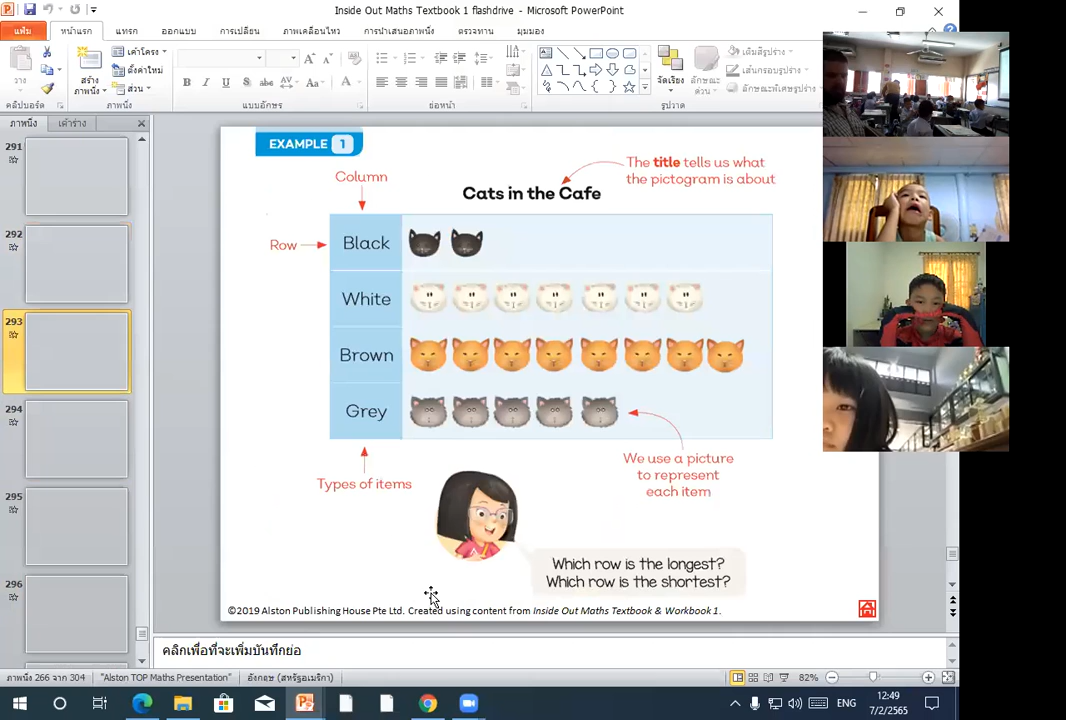 Inside Out Maths Textbook 1 flashdrive - Microsoft PowerPoint
แฟ้ม หน้าแรก แทรก ออกแบบ การเปลี่ยน ภาพเคลื่อนไหว การนำเสนอภาพนิ่ง ตรวจทาน มุมมอง
วาง
สร้าง
ภาพนิ่ง
เค้าโครง
ตั้งค่าใหม่
ส่วน
จัดเรียง
ลักษณะ
เติมสีรูปร่าง
เส้นกรอบรูปร่าง
ลักษณะพิเศษรูปร่าง
คลิปบอร์ด ภาพนิ่ง แบบอักษร ย่อหน้า รูปวาด
ภาพนิ่ง เค้าร่าง
291
292
293
294
295
296
EXAMPLE 1
The title tells us what
the pictogram is about
Column
Cats in the Cafe
Row
Black
White
Brown
Grey
Types of items
We use a picture
to represent
each item
Which row is the longest?
Which row is the shortest?
©2019 Alston Publishing House Pte Ltd. Created using content from Inside Out Maths Textbook & Workbook 1.
คลิกเพื่อที่จะเพิ่มบันทึกย่อ
ภาพนิ่ง 266 จาก 304 "Alston TOP Maths Presentation" อังกฤษ (สหรัฐอเมริกา) 82%
ENG
12:49
7/2/2565